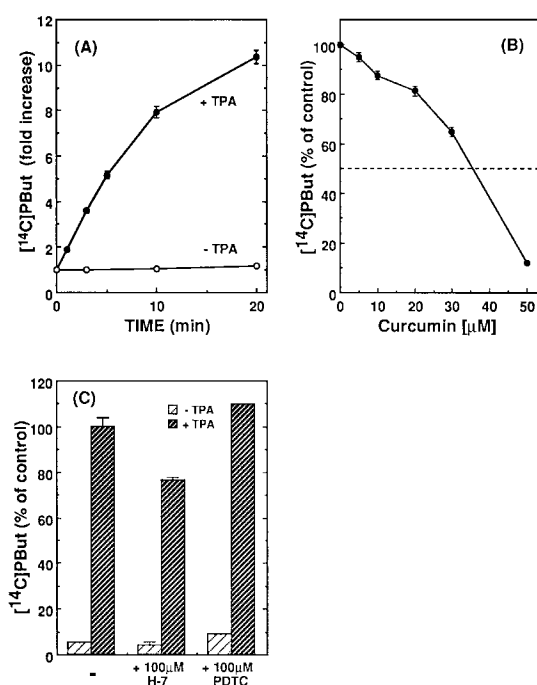 (A)
[¹⁴C]PBut (fold increase)
12
10
8
6
4
2
0
+ TPA
- TPA
0
10
20
TIME (min)
(B)
[¹⁴C]PBut (% of control)
100
80
60
40
20
0
0
10
20
30
40
50
Curcumin [μM]
(C)
[¹⁴C]PBut (% of control)
120
100
80
60
40
20
0
- TPA
+ TPA
-
+ 100μM
H-7
+ 100μM
PDTC